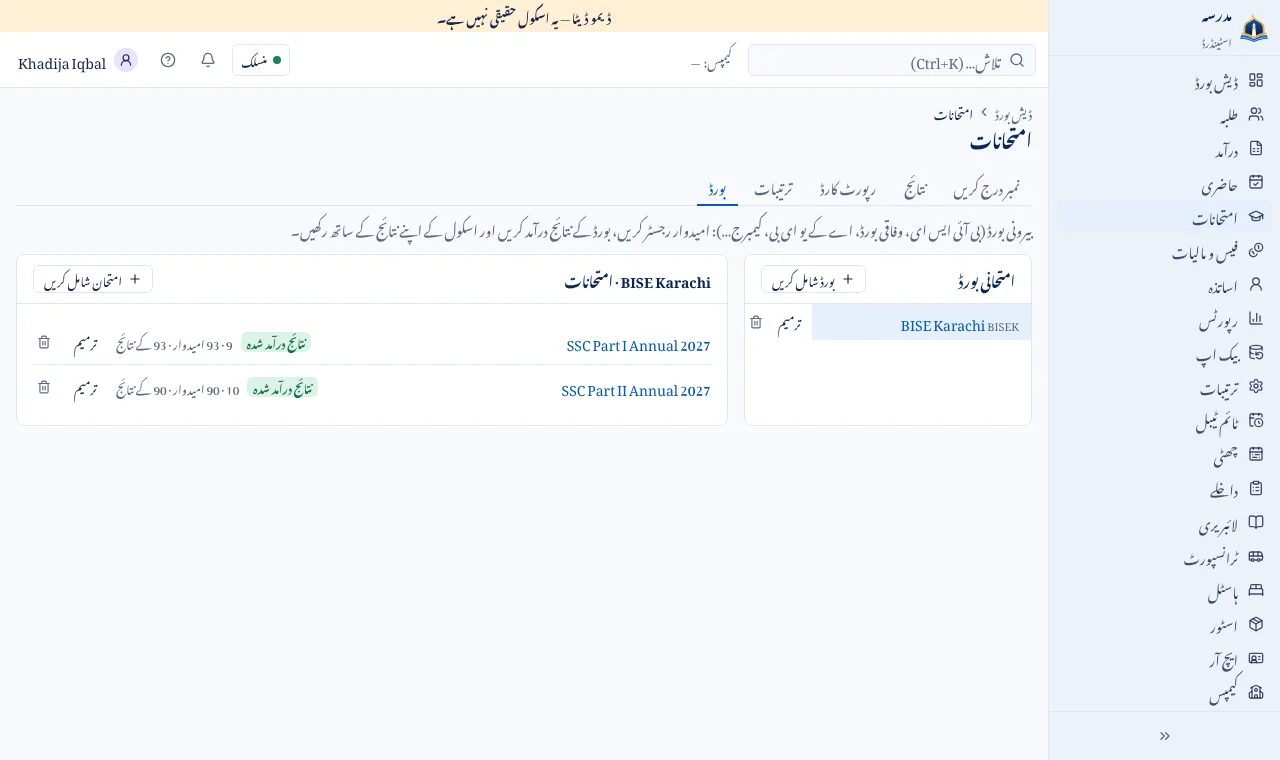 ڈیمو ڈیٹا — یہ اسکول حقیقی نہیں ہے۔
مدرسہ
اسٹینڈرڈ
ڈیش بورڈ
طلبہ
درآمد
حاضری
امتحانات
فیس و مالیات
اساتذہ
رپورٹس
بیک اپ
ترتیبات
ٹائم ٹیبل
چھٹی
داخلے
لائبریری
ٹرانسپورٹ
ہاسٹل
اسٹور
ایچ آر
کیمپس
تلاش... (Ctrl+K)
کیمپس: —
منسلک
Khadija Iqbal
ڈیش بورڈ
امتحانات
امتحانات
نمبر درج کریں
نتائج
رپورٹ کارڈ
ترتیبات
بورڈ
بیرونی بورڈ (بی آئی ایس ای، وفاقی بورڈ، اے کے یو ای بی، کیمبرج...): امیدوار رجسٹر کریں، بورڈ کے نتائج درآمد کریں اور اسکول کے اپنے نتائج کے ساتھ رکھیں۔
امتحانی بورڈ
بورڈ شامل کریں
BISE Karachi BISEK
ترمیم
BISE Karachi · امتحانات
امتحان شامل کریں
SSC Part I Annual 2027
نتائج درآمد شدہ
9 · 93 امیدوار · 93 کے نتائج
ترمیم
SSC Part II Annual 2027
نتائج درآمد شدہ
10 · 90 امیدوار · 90 کے نتائج
ترمیم